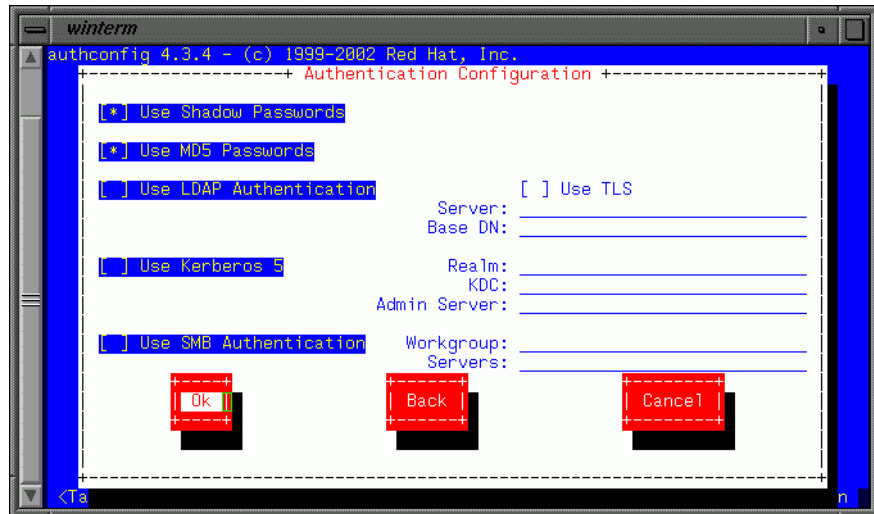 winterm
authconfig 4.3.4 - (c) 1999-2002 Red Hat, Inc.
Authentication Configuration
[*] Use Shadow Passwords
[*] Use MD5 Passwords
[ ] Use LDAP Authentication [ ] Use TLS
Server:
Base DN:
[ ] Use Kerberos 5 Realm:
KDC:
Admin Server:
[ ] Use SMB Authentication Workgroup:
Servers:
Ok Back Cancel
<Ta n